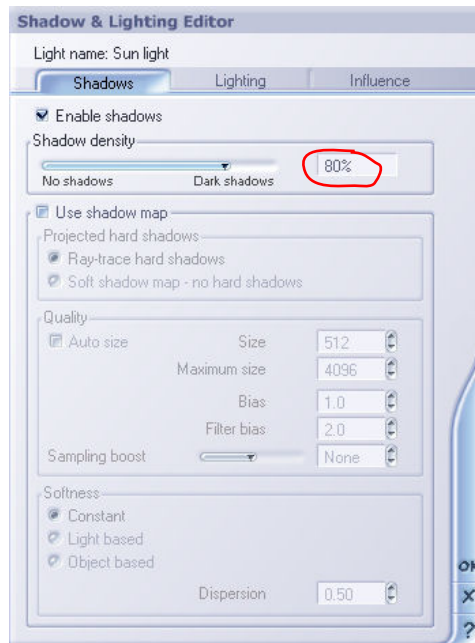 Shadow & Lighting Editor
Light name: Sun light
Shadows Lighting Influence
Enable shadows
Shadow density
80%
No shadows Dark shadows
Use shadow map
Projected hard shadows
Ray-trace hard shadows
Soft shadow map - no hard shadows
Quality
Auto size Size 512
Maximum size 4096
Bias 1.0
Filter bias 2.0
Sampling boost None
Softness
Constant
Light based
Object based
Dispersion 0.50
OK
X
?